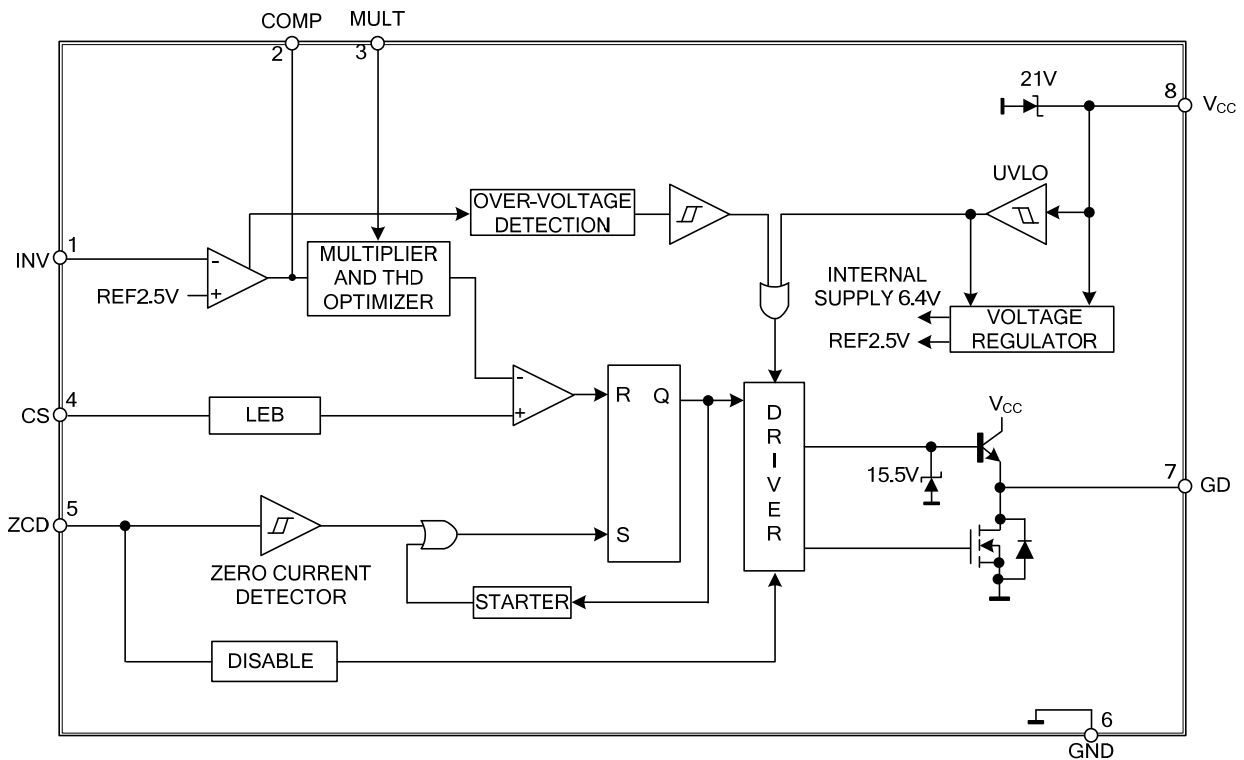 COMP
MULT
2
3
21V
8
VCC
UVLO
OVER-VOLTAGE
DETECTION
1
INV
-
+
REF2.5V
MULTIPLIER
AND THD
OPTIMIZER
INTERNAL
SUPPLY 6.4V
REF2.5V
VOLTAGE
REGULATOR
-
+
R
Q
S
DRIVER
4
CS
LEB
VCC
15.5V
7
GD
5
ZCD
ZERO CURRENT
DETECTOR
STARTER
DISABLE
6
GND